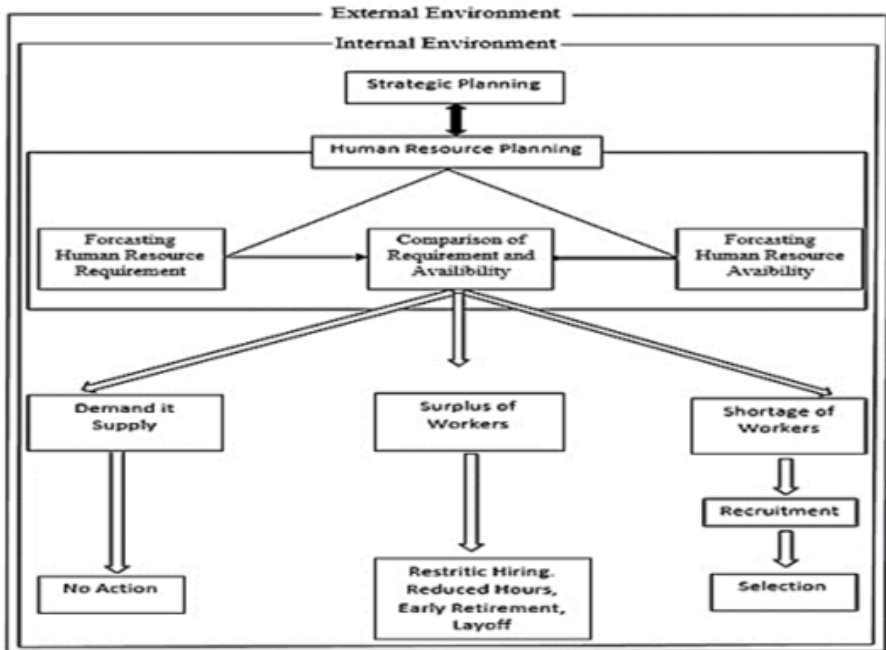 External Environment
Internal Environment
Strategic Planning
Human Resource Planning
Forcasting
Human Resource
Requirement
Comparison of
Requirement and
Availibility
Forcasting
Human Resource
Avaibility
Demand it
Supply
Surplus of
Workers
Shortage of
Workers
Recruitment
No Action
Restritic Hiring.
Reduced Hours,
Early Retirement,
Layoff
Selection